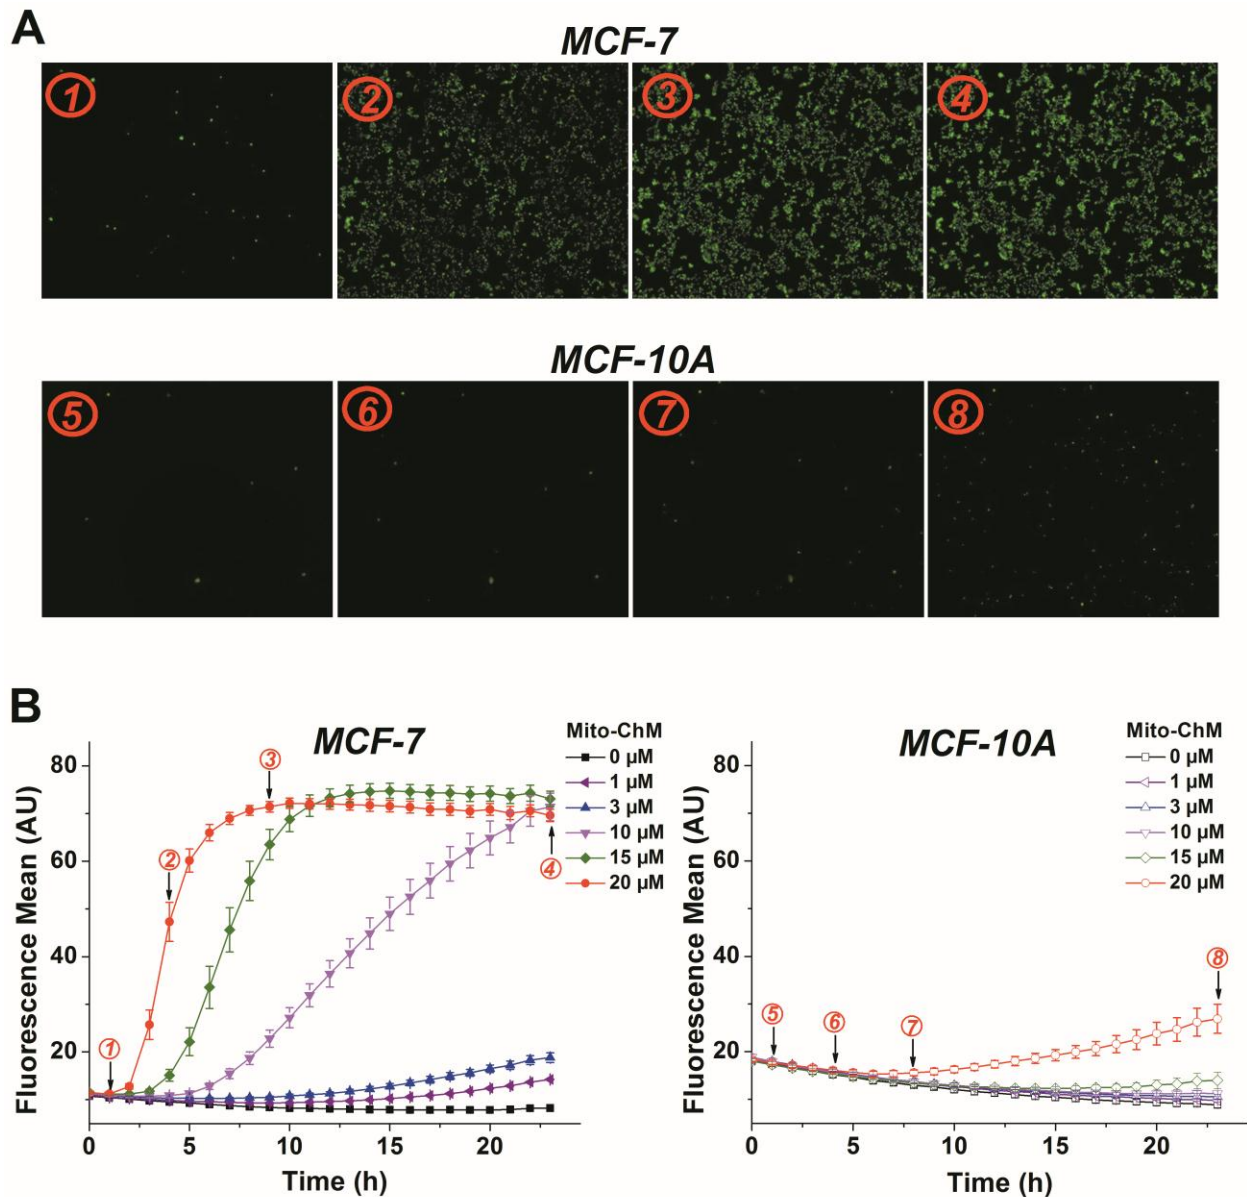 A
MCF-7
1
2
3
4
MCF-10A
5
6
7
8
B
MCF-7
Mito-ChM
0 µM
1 µM
3 µM
10 µM
15 µM
20 µM
80
60
40
20
Fluorescence Mean (AU)
1
2
3
4
0
5
10
15
20
Time (h)
MCF-10A
Mito-ChM
0 µM
1 µM
3 µM
10 µM
15 µM
20 µM
80
60
40
20
Fluorescence Mean (AU)
5
6
7
8
0
5
10
15
20
Time (h)